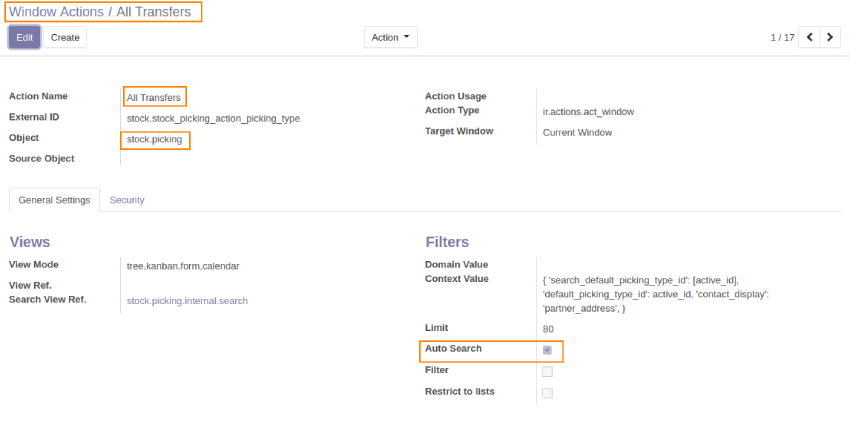 Window Actions / All Transfers
Edit Create Action 1 / 17
Action Name All Transfers
External ID stock.stock_picking_action_picking_type
Object stock.picking
Source Object
Action Usage
Action Type ir.actions.act_window
Target Window Current Window
General Settings Security
Views
View Mode tree,kanban,form,calendar
View Ref.
Search View Ref. stock.picking.internal.search
Filters
Domain Value
Context Value { 'search_default_picking_type_id': [active_id],
'default_picking_type_id': active_id, 'contact_display':
'partner_address', }
Limit 80
Auto Search
Filter
Restrict to lists